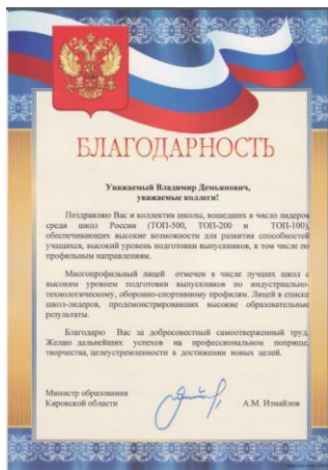 БЛАГОДАРНОСТЬ
Уважаемый Владимир Демьянович,
уважаемые коллеги!
Поздравляю Вас и коллектив школы, вошедших в число лидеров
среди школ России (ТОП-500, ТОП-200 и ТОП-100),
обеспечивающих высокие возможности для развития способностей
учащихся, высокий уровень подготовки выпускников, в том числе по
профильным направлениям.
Многопрофильный лицей отмечен в числе лучших школ с
высоким уровнем подготовки выпускников по индустриально-
технологическому, оборонно-спортивному профилям. Лицей в списке
школ-лидеров, продемонстрировавших высокие образовательные
результаты.
Благодарю Вас за добросовестный самоотверженный труд.
Желаю дальнейших успехов на профессиональном поприще,
творчества, целеустремленности в достижении новых целей.
Министр образования
Кировской области А.М. Измайлов